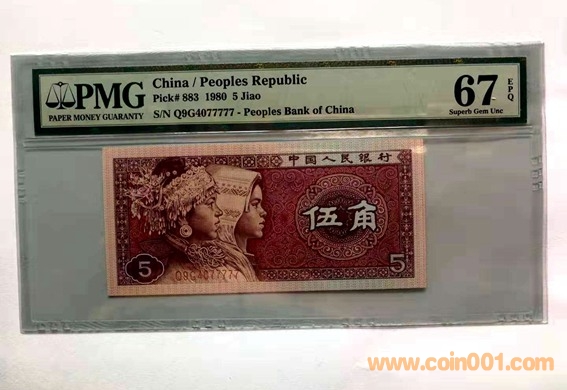 PMG
PAPER MONEY GUARANTY
China / Peoples Republic
Pick# 883 1980 5 Jiao
S/N Q9G4077777 - Peoples Bank of China
67 EPQ
Superb Gem Unc
中国人民银行
伍角
5
Q9G4077777
5
www.coin001.com